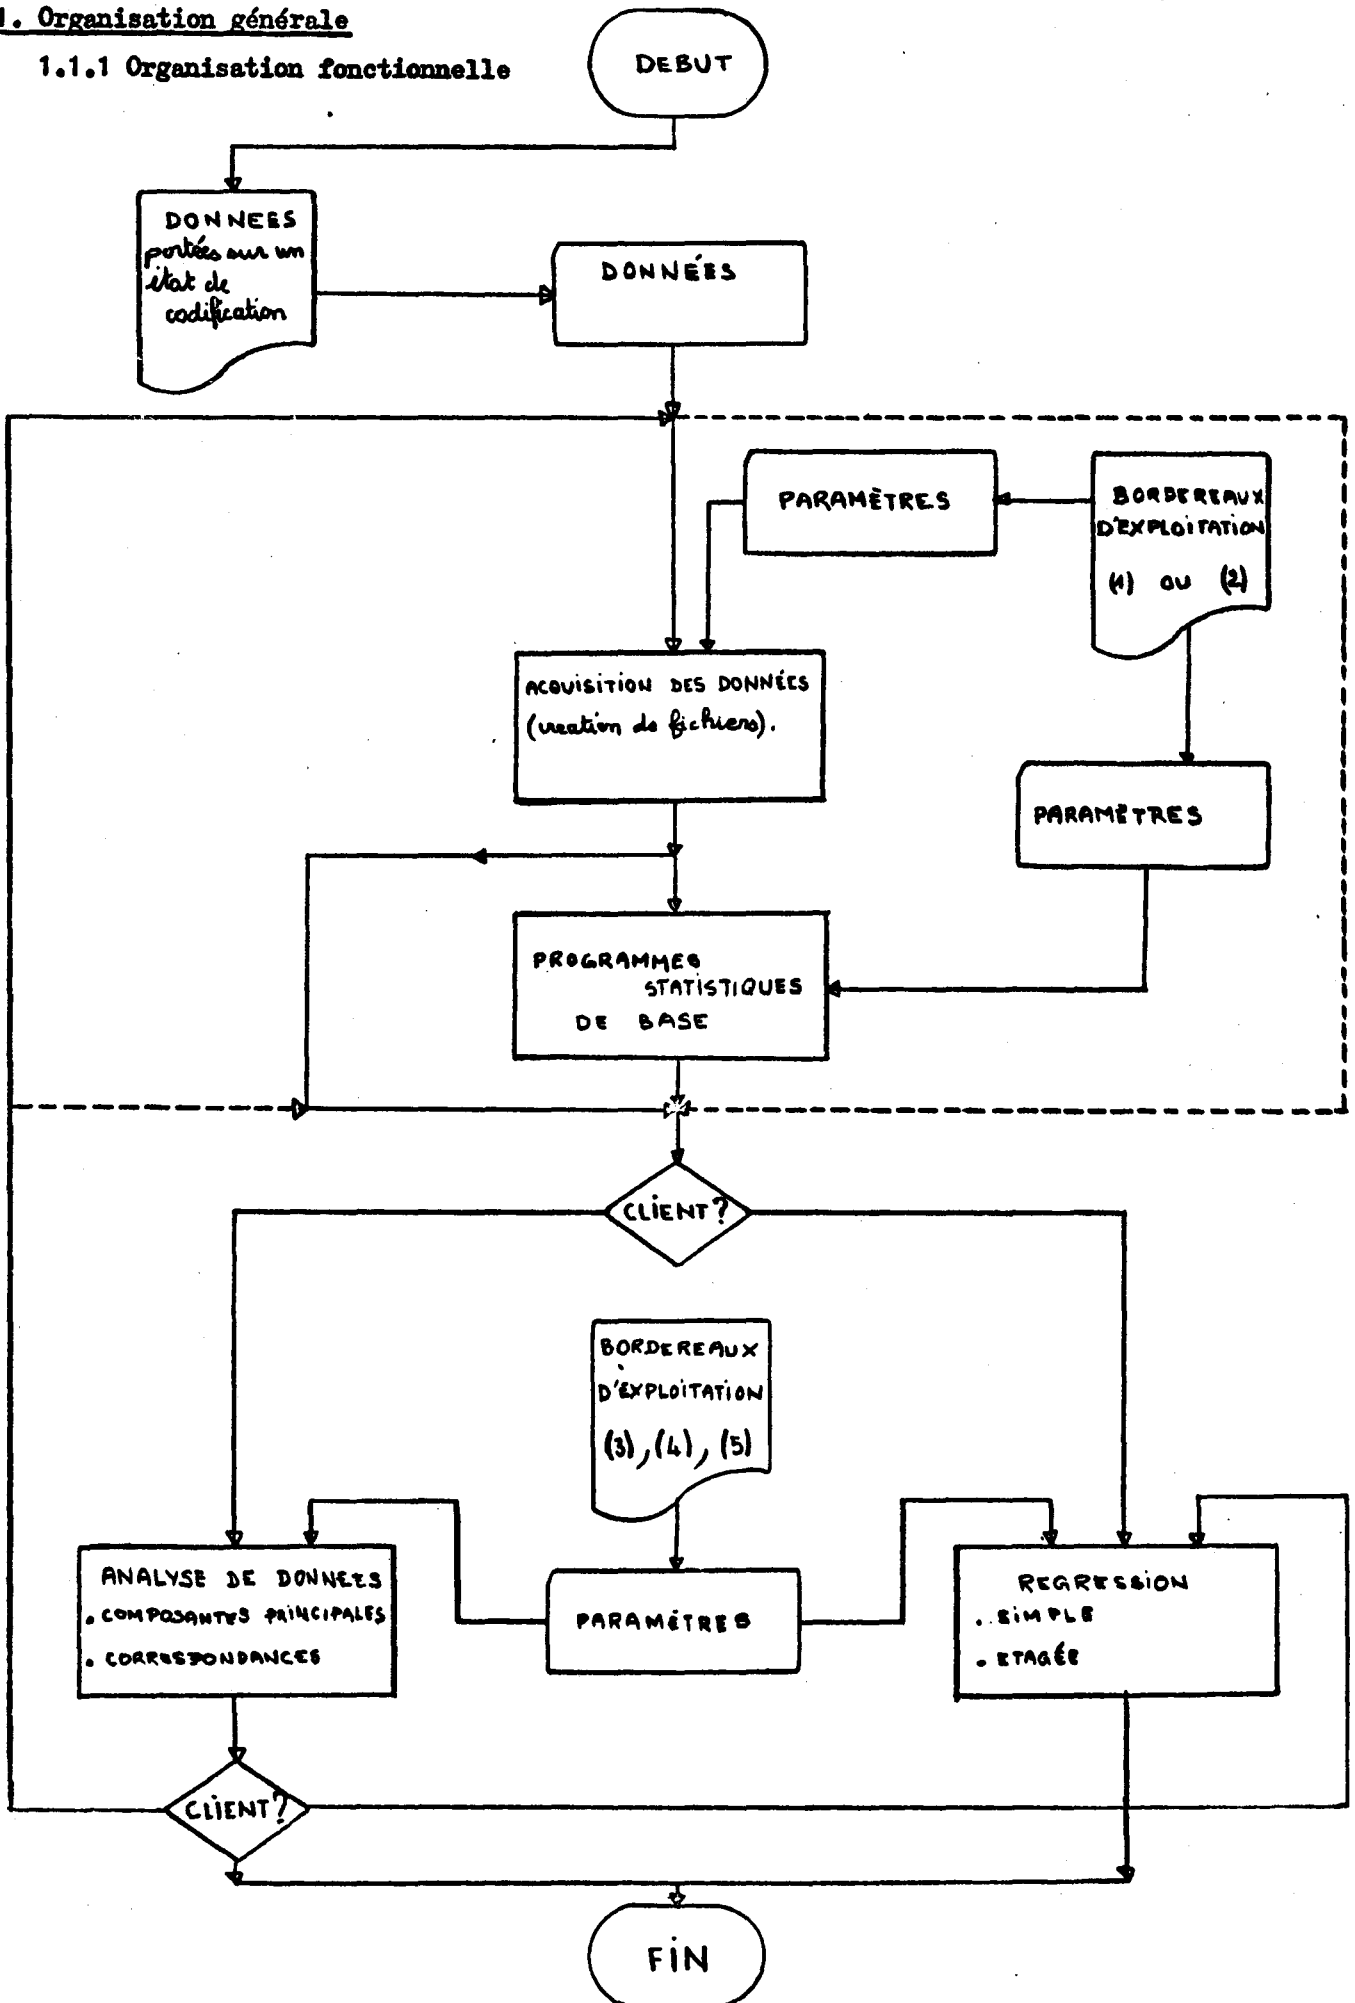 1. Organisation générale
1.1.1 Organisation fonctionnelle
DEBUT
DONNEES
portées sur un
état de
codification
DONNÉES
PARAMÈTRES
BORDEREAUX
D'EXPLOITATION
(1) OU (2)
ACQUISITION DES DONNÉES
(création de fichiers).
PARAMÈTRES
PROGRAMMES
STATISTIQUES
DE BASE
CLIENT?
BORDEREAUX
D'EXPLOITATION
(3), (4), (5)
ANALYSE DE DONNEES
. COMPOSANTES PRINCIPALES
. CORRESPONDANCES
PARAMÈTRES
REGRESSION
. SIMPLE
. ETAGÉE
CLIENT?
FIN